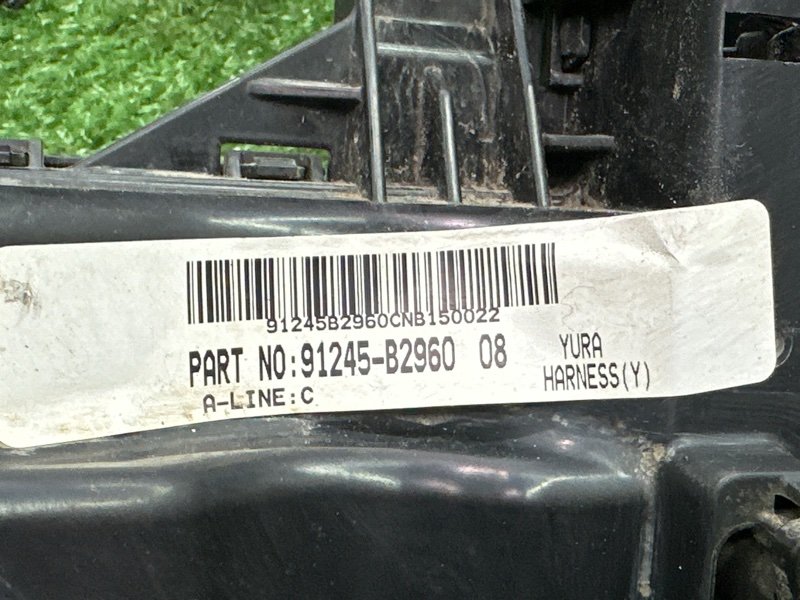 91245B2960CNB150022
PART NO:91245-B2960 08 YURA
A-LINE:C HARNESS(Y)